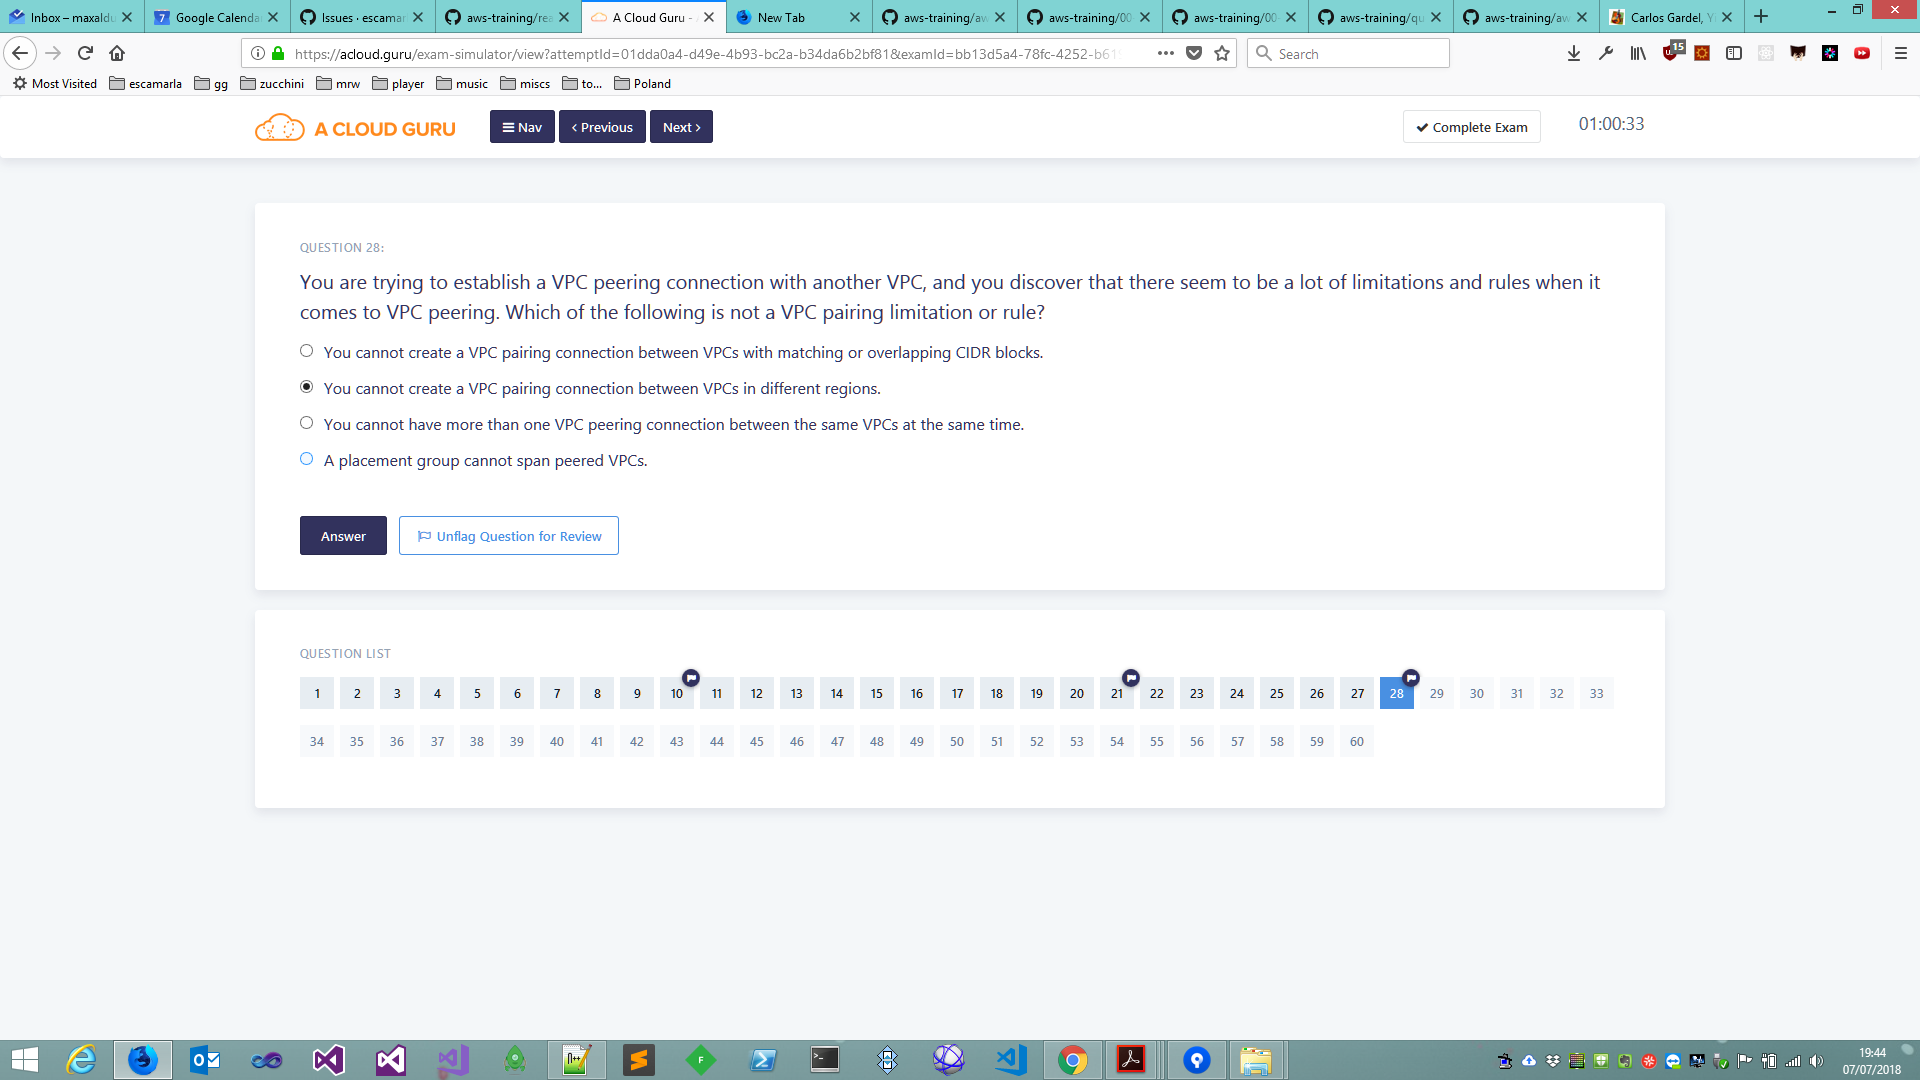 Inbox – maxaldu
Google Calenda
Issues · escamar
aws-training/rea
A Cloud Guru -
New Tab
aws-training/aw
aws-training/00
aws-training/00
aws-training/qu
aws-training/aw
Carlos Gardel, Y
https://acloud.guru/exam-simulator/view?attemptId=01dda0a4-d49e-4b93-bc2a-b34da6b2bf81&examId=bb13d5a4-78fc-4252-b61
Search
15
Most Visited
escamarla
gg
zucchini
mrw
player
music
miscs
to...
Poland
A CLOUD GURU
Nav
‹ Previous
Next ›
Complete Exam
01:00:33
QUESTION 28:
You are trying to establish a VPC peering connection with another VPC, and you discover that there seem to be a lot of limitations and rules when it
comes to VPC peering. Which of the following is not a VPC pairing limitation or rule?
You cannot create a VPC pairing connection between VPCs with matching or overlapping CIDR blocks.
You cannot create a VPC pairing connection between VPCs in different regions.
You cannot have more than one VPC peering connection between the same VPCs at the same time.
A placement group cannot span peered VPCs.
Answer
Unflag Question for Review
QUESTION LIST
1 2 3 4 5 6 7 8 9 10 11 12 13 14 15 16 17 18 19 20 21 22 23 24 25 26 27 28 29 30 31 32 33
34 35 36 37 38 39 40 41 42 43 44 45 46 47 48 49 50 51 52 53 54 55 56 57 58 59 60
19:44
07/07/2018